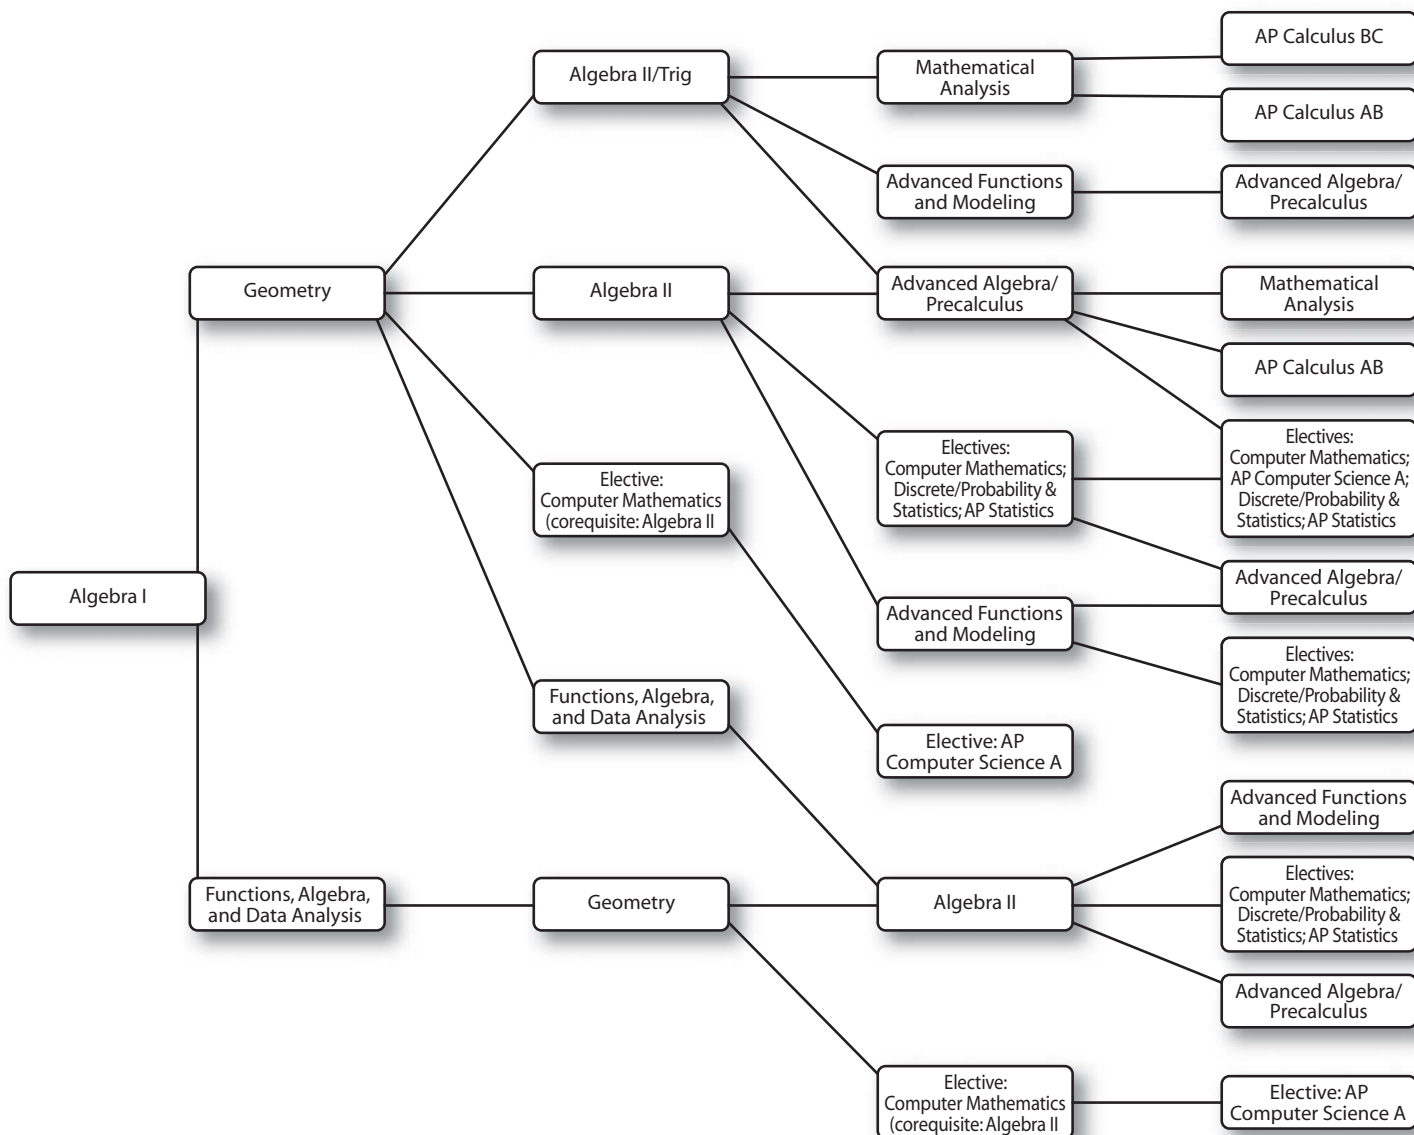 Algebra I
Geometry
Functions, Algebra,
and Data Analysis
Algebra II/Trig
Algebra II
Elective:
Computer Mathematics
(corequisite: Algebra II
Functions, Algebra,
and Data Analysis
Geometry
Mathematical
Analysis
Advanced Functions
and Modeling
Advanced Algebra/
Precalculus
Electives:
Computer Mathematics;
Discrete/Probability &
Statistics; AP Statistics
Advanced Functions
and Modeling
Elective: AP
Computer Science A
Algebra II
Elective:
Computer Mathematics
(corequisite: Algebra II
AP Calculus BC
AP Calculus AB
Advanced Algebra/
Precalculus
Mathematical
Analysis
AP Calculus AB
Electives:
Computer Mathematics;
AP Computer Science A;
Discrete/Probability &
Statistics; AP Statistics
Advanced Algebra/
Precalculus
Electives:
Computer Mathematics;
Discrete/Probability &
Statistics; AP Statistics
Advanced Functions
and Modeling
Electives:
Computer Mathematics;
Discrete/Probability &
Statistics; AP Statistics
Advanced Algebra/
Precalculus
Elective: AP
Computer Science A